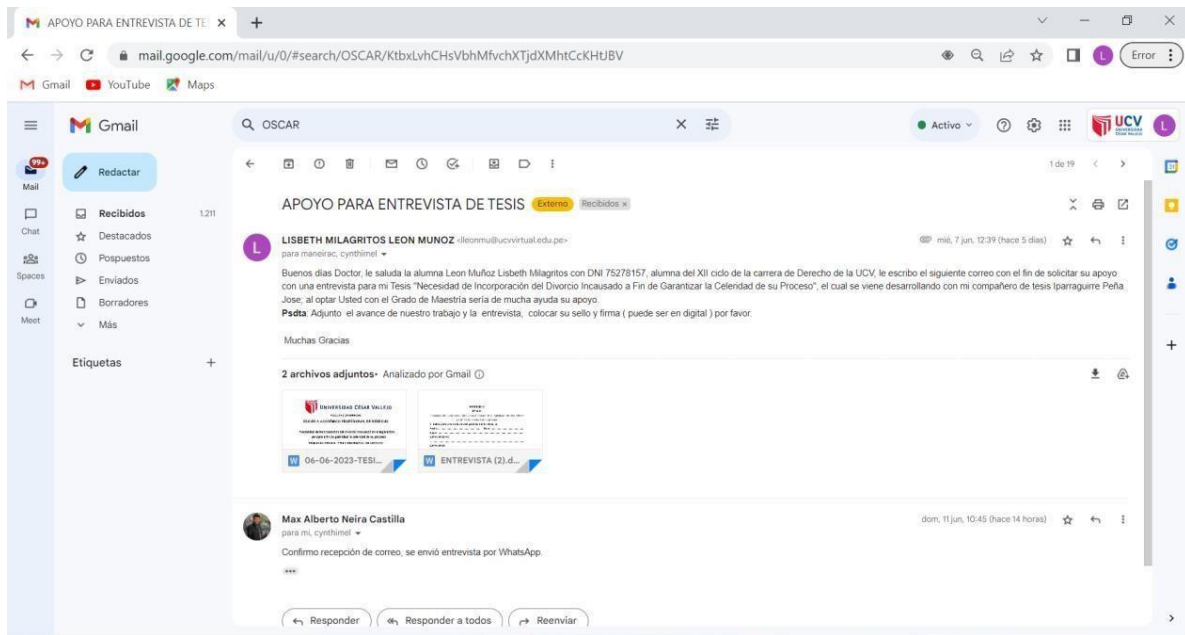 APOYO PARA ENTREVISTA DE TE
mail.google.com/mail/u/0/#search/OSCAR/KtbxLvhCHsVbhMfvchXTjdXMhtCcKHtJBV
L
Error
Gmail
YouTube
Maps
Gmail
OSCAR
Activo
UCV
L
99+
Mail
Chat
Spaces
Meet
Redactar
Recibidos 1.211
Destacados
Pospuestos
Enviados
Borradores
Más
Etiquetas
1 de 19
APOYO PARA ENTREVISTA DE TESIS Externo Recibidos x
L
LISBETH MILAGRITOS LEON MUNOZ <lleonmu@ucvvirtual.edu.pe> mié, 7 jun, 12:39 (hace 5 días)
para maneirac, cynthimel
Buenos días Doctor, le saluda la alumna Leon Muñoz Lisbeth Milagritos con DNI 75278157, alumna del XII ciclo de la carrera de Derecho de la UCV, le escribo el siguiente correo con el fin de solicitar su apoyo
con una entrevista para mi Tesis "Necesidad de Incorporación del Divorcio Incausado a Fin de Garantizar la Celeridad de su Proceso", el cual se viene desarrollando con mi compañero de tesis Iparraguirre Peña
Jose; al optar Usted con el Grado de Maestría sería de mucha ayuda su apoyo.
Psdta: Adjunto el avance de nuestro trabajo y la entrevista, colocar su sello y firma ( puede ser en digital ) por favor.
Muchas Gracias
2 archivos adjuntos• Analizado por Gmail
UNIVERSIDAD CÉSAR VALLEJO
W 06-06-2023-TESI...
W ENTREVISTA (2).d...
Max Alberto Neira Castilla dom, 11 jun, 10:45 (hace 14 horas)
para mi, cynthimel
Confirmo recepción de correo, se envió entrevista por WhatsApp.
Responder
Responder a todos
Reenviar